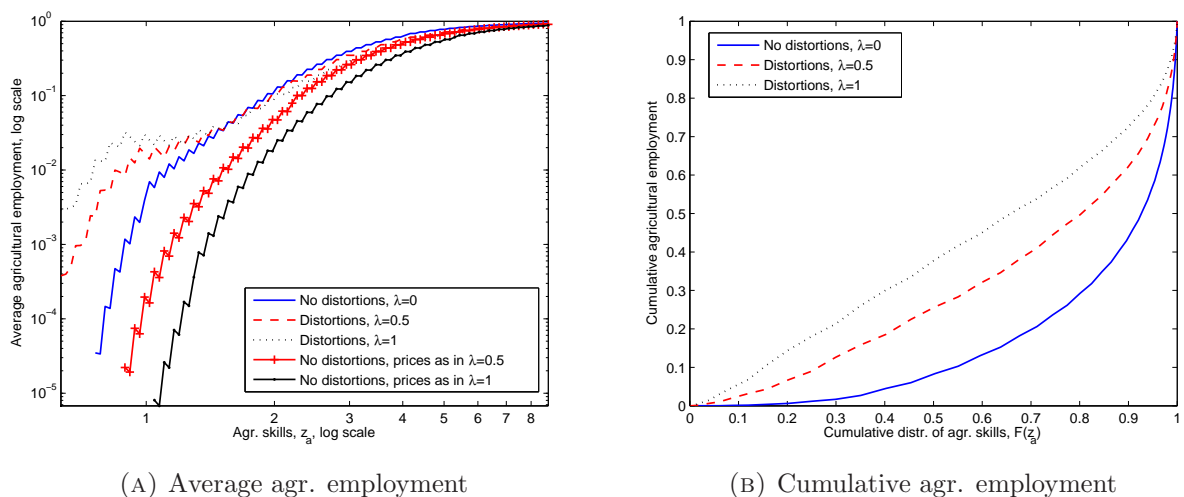 10^0
10^-1
10^-2
10^-3
10^-4
10^-5
Average agricultural employment, log scale
No distortions, λ=0
Distortions, λ=0.5
Distortions, λ=1
No distortions, prices as in λ=0.5
No distortions, prices as in λ=1
1 2 3 4 5 6 7 8
Agr. skills, z_a, log scale
(A) Average agr. employment
1
0.9
0.8
0.7
0.6
0.5
0.4
0.3
0.2
0.1
0
Cumulative agricultural employment
No distortions, λ=0
Distortions, λ=0.5
Distortions, λ=1
0 0.1 0.2 0.3 0.4 0.5 0.6 0.7 0.8 0.9 1
Cumulative distr. of agr. skills, F(z_a)
(B) Cumulative agr. employment